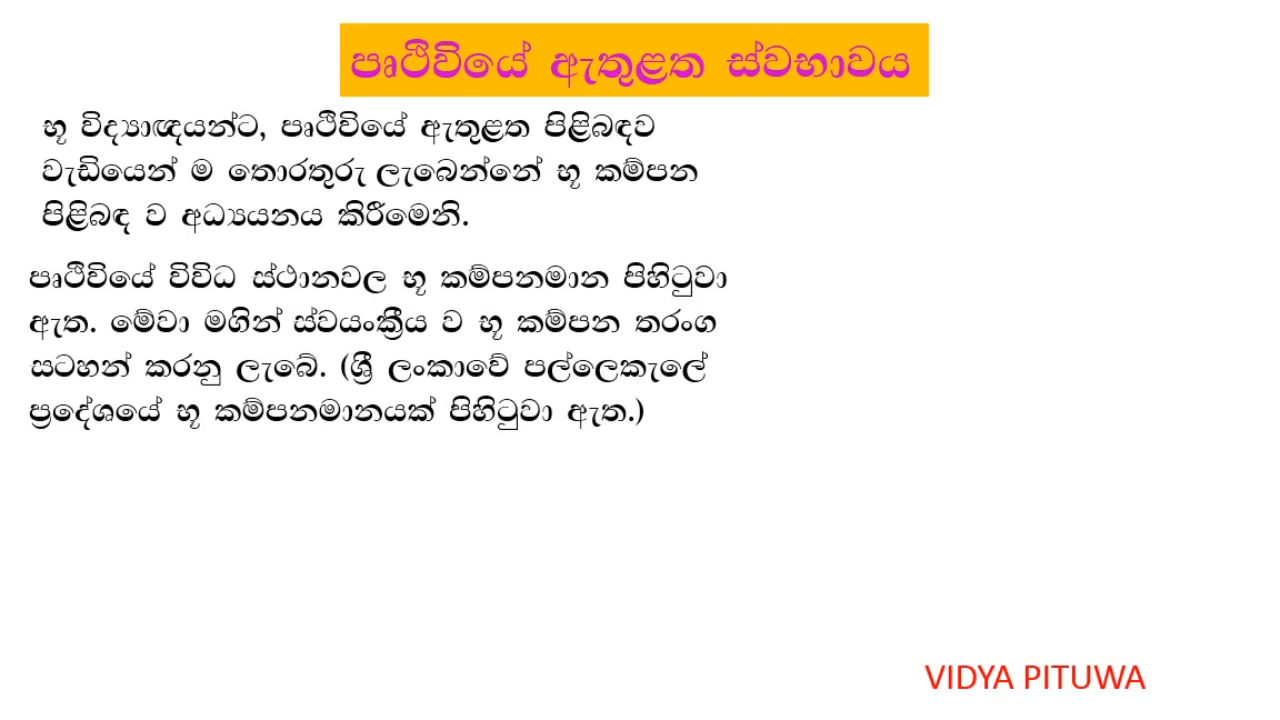 පෘථිවියේ ඇතුළත ස්වභාවය
භූ විද්‍යාඥයන්ට, පෘථිවියේ ඇතුළත පිළිබඳව
වැඩියෙන් ම තොරතුරු ලැබෙන්නේ භූ කම්පන
පිළිබඳ ව අධ්‍යයනය කිරීමෙනි.
පෘථිවියේ විවිධ ස්ථානවල භූ කම්පනමාන පිහිටුවා
ඇත. මේවා මගින් ස්වයංක්‍රීය ව භූ කම්පන තරංග
සටහන් කරනු ලැබේ. (ශ්‍රී ලංකාවේ පල්ලෙකැලේ
ප්‍රදේශයේ භූ කම්පනමානයක් පිහිටුවා ඇත.)
VIDYA PITUWA